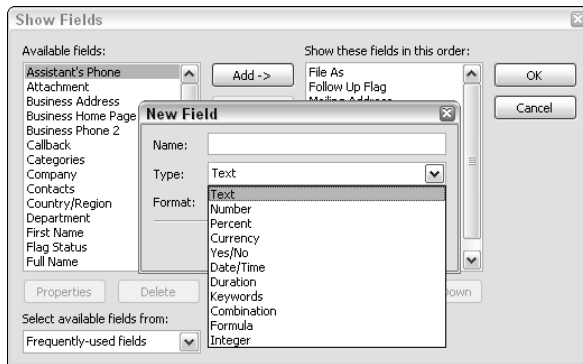 Show Fields
Available fields:
Show these fields in this order:
Assistant's Phone
Attachment
Business Address
Business Home Page
Business Phone 2
Callback
Categories
Company
Contacts
Country/Region
Department
First Name
Flag Status
Full Name
Add ->
File As
Follow Up Flag
Mailing Address
OK
Cancel
New Field
Name:
Type:
Text
Format:
Text
Number
Percent
Currency
Yes/No
Date/Time
Duration
Keywords
Combination
Formula
Integer
Properties
Delete
Select available fields from:
Frequently-used fields